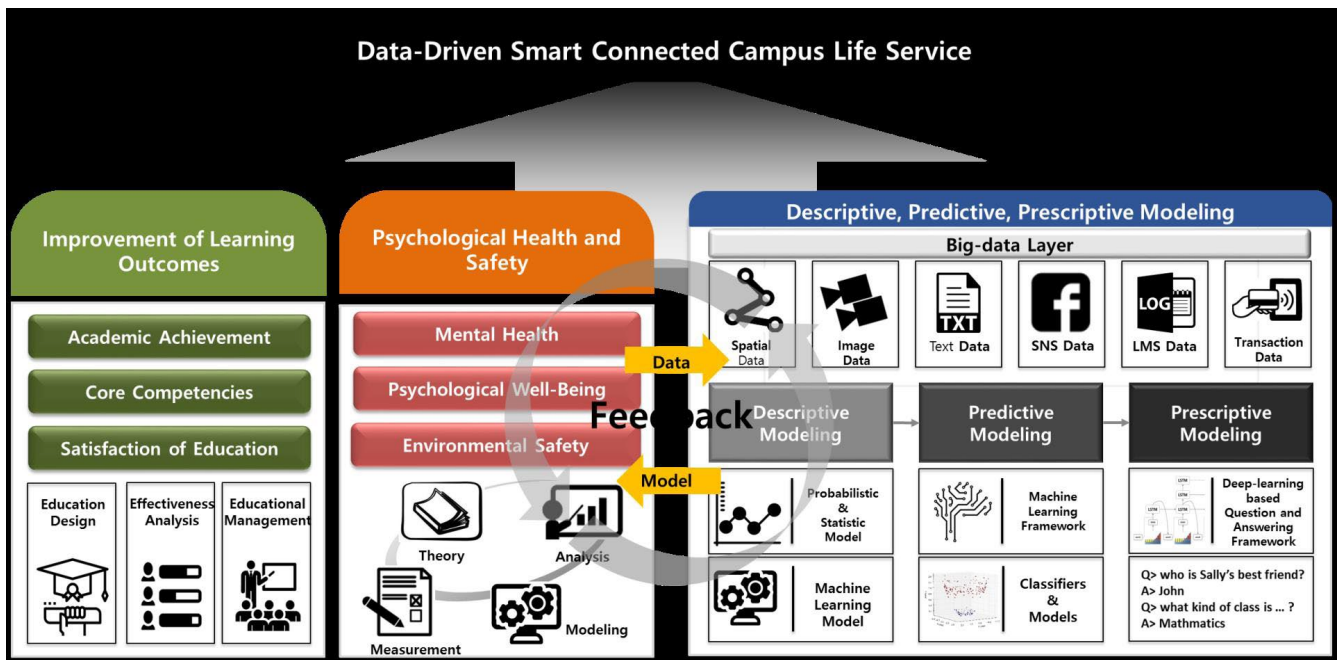 Data-Driven Smart Connected Campus Life Service
Improvement of Learning
Outcomes
Academic Achievement
Core Competencies
Satisfaction of Education
Education
Design
Effectiveness
Analysis
Educational
Management
Psychological Health and
Safety
Mental Health
Psychological Well-Being
Environmental Safety
Theory
Analysis
Measurement
Modeling
Data
Feedback
Model
Descriptive, Predictive, Prescriptive Modeling
Big-data Layer
Spatial
Data
Image
Data
TXT
Text Data
SNS Data
LOG
LMS Data
Transaction
Data
Descriptive
Modeling
Predictive
Modeling
Prescriptive
Modeling
Probabilistic
&
Statistic
Model
Machine
Learning
Framework
Deep-learning
based
Question and
Answering
Framework
Machine
Learning
Model
Classifiers
&
Models
Q> who is Sally's best friend?
A> John
Q> what kind of class is ... ?
A> Mathmatics